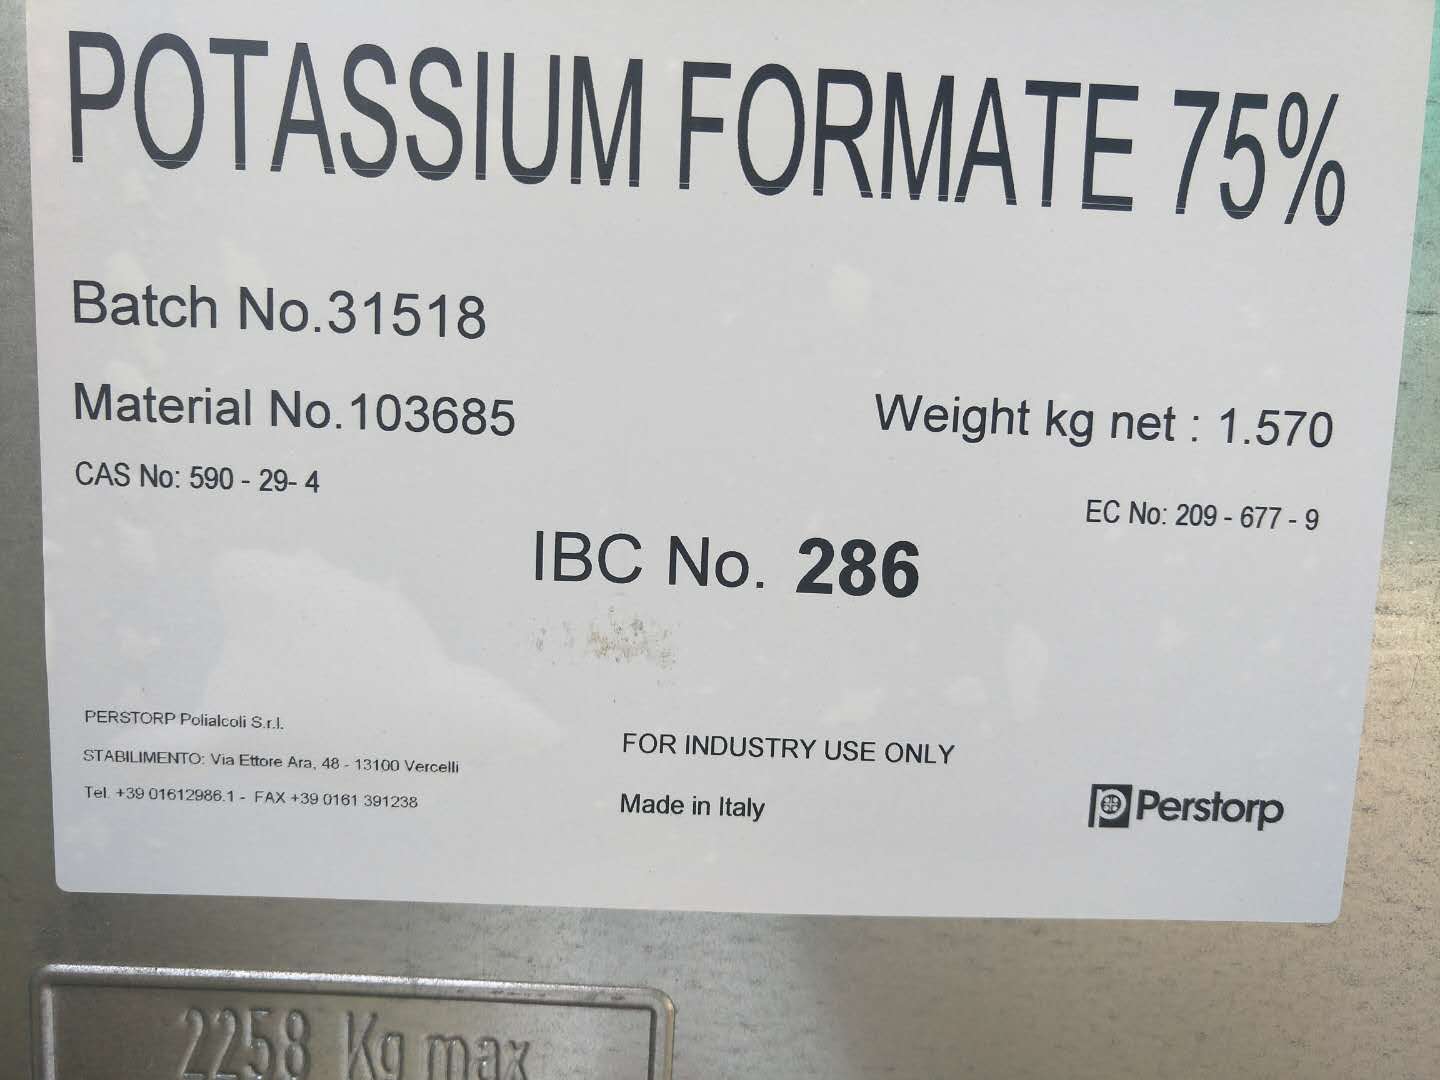 POTASSIUM FORMATE 75%
Batch No.31518
Material No.103685
Weight kg net : 1.570
CAS No: 590 - 29- 4
EC No: 209 - 677 - 9
IBC No. 286
PERSTORP Polialcoli S.r.l.
STABILIMENTO: Via Ettore Ara, 48 - 13100 Vercelli
Tel. +39 01612986.1 - FAX +39 0161 391238
FOR INDUSTRY USE ONLY
Made in Italy
Perstorp
2258 Kg max